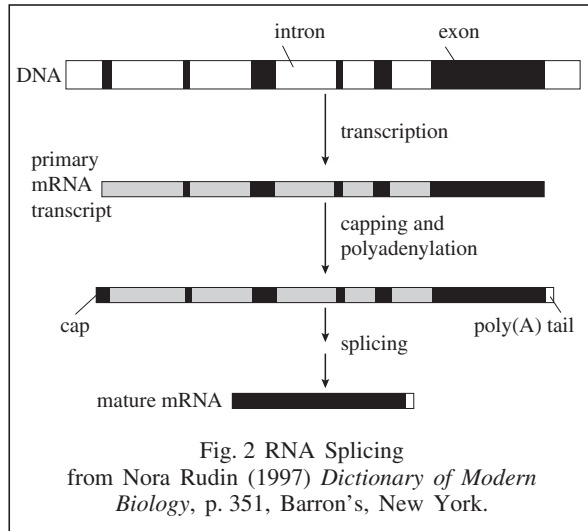 intron
exon
DNA
transcription
primary
mRNA
transcript
capping and
polyadenylation
cap
poly(A) tail
splicing
mature mRNA
Fig. 2 RNA Splicing
from Nora Rudin (1997) Dictionary of Modern
Biology, p. 351, Barron's, New York.